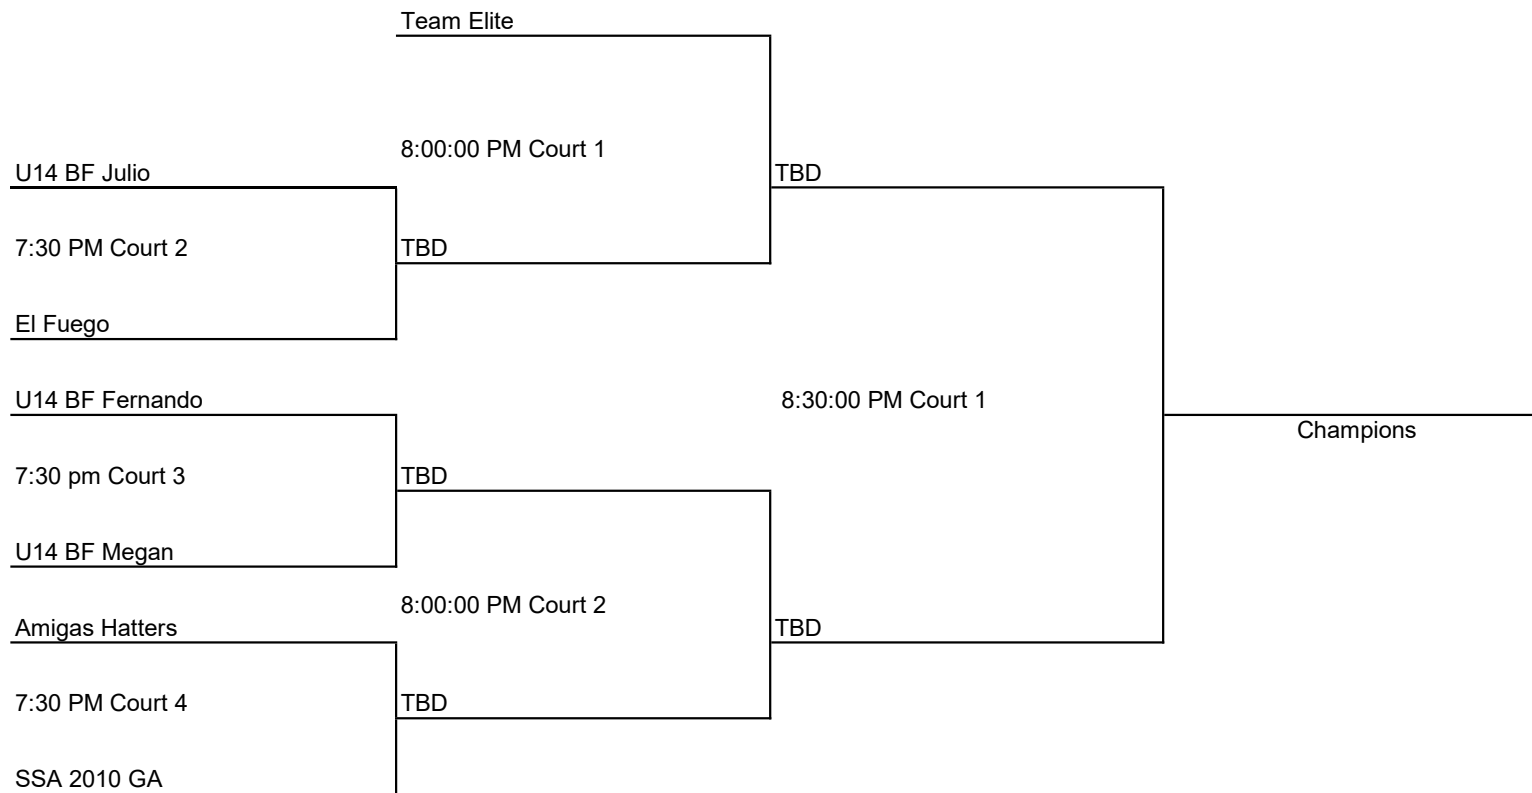 Team Elite
8:00:00 PM Court 1
U14 BF Julio
TBD
7:30 PM Court 2
TBD
El Fuego
U14 BF Fernando
8:30:00 PM Court 1
Champions
7:30 pm Court 3
TBD
U14 BF Megan
8:00:00 PM Court 2
Amigas Hatters
TBD
7:30 PM Court 4
TBD
SSA 2010 GA